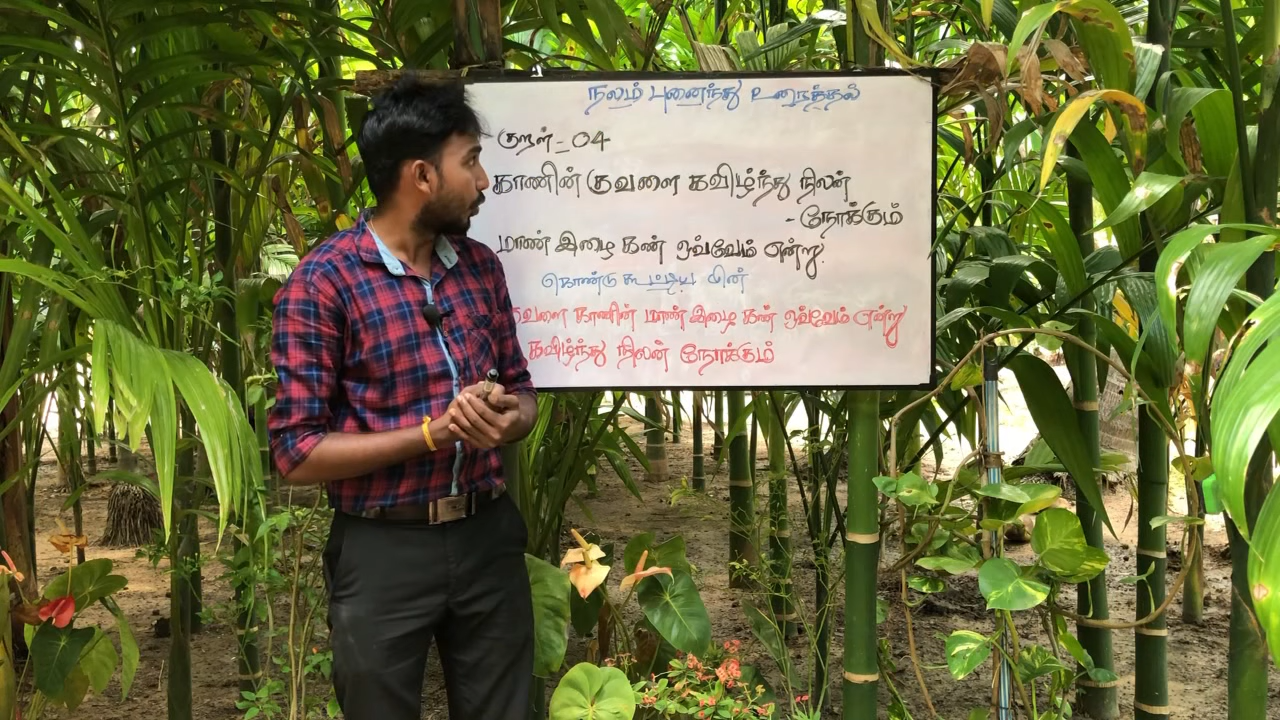 நலம் புனைந்து உரைத்தல்
குறள் - 04
காணின் குவளை கவிழ்ந்து நிலன்
- நோக்கும்
மாண் இழை கண் ஒவ்வேம் என்று
கொண்டு கூட்டிய பின்
குவளை காணின் மாண் இழை கண் ஒவ்வேம் என்று
கவிழ்ந்து நிலன் நோக்கும்